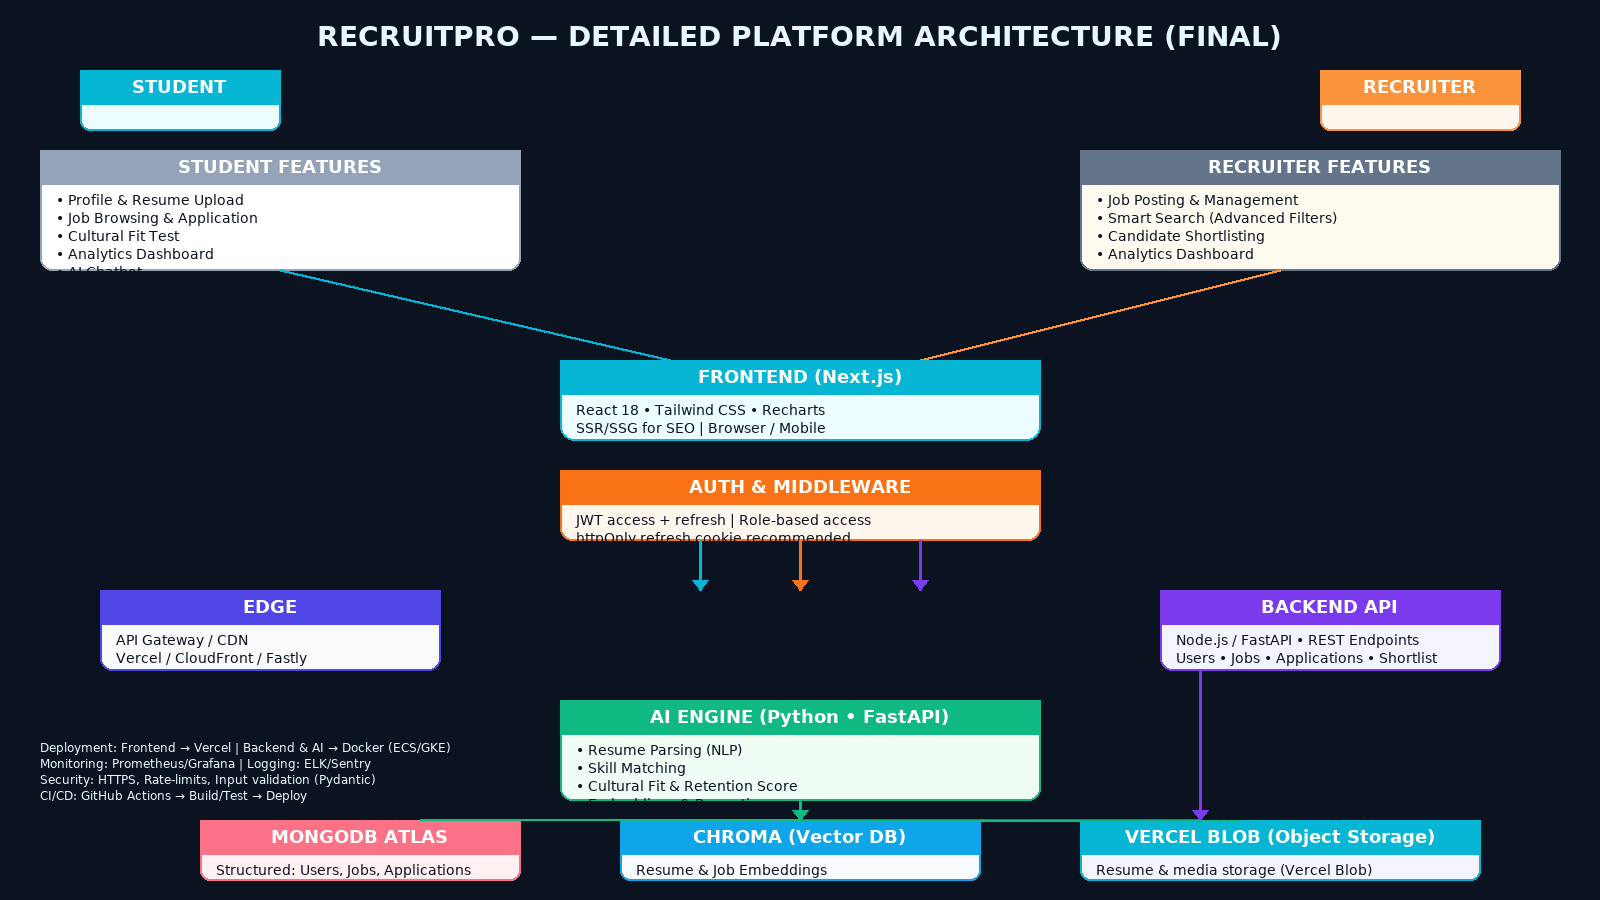 RECRUITPRO — DETAILED PLATFORM ARCHITECTURE (FINAL)
STUDENT
RECRUITER
STUDENT FEATURES
• Profile & Resume Upload
• Job Browsing & Application
• Cultural Fit Test
• Analytics Dashboard
• AI Chatbot
RECRUITER FEATURES
• Job Posting & Management
• Smart Search (Advanced Filters)
• Candidate Shortlisting
• Analytics Dashboard
FRONTEND (Next.js)
React 18 • Tailwind CSS • Recharts
SSR/SSG for SEO | Browser / Mobile
AUTH & MIDDLEWARE
JWT access + refresh | Role-based access
httpOnly refresh cookie recommended
EDGE
API Gateway / CDN
Vercel / CloudFront / Fastly
BACKEND API
Node.js / FastAPI • REST Endpoints
Users • Jobs • Applications • Shortlist
AI ENGINE (Python • FastAPI)
• Resume Parsing (NLP)
• Skill Matching
• Cultural Fit & Retention Score
Deployment: Frontend → Vercel | Backend & AI → Docker (ECS/GKE)
Monitoring: Prometheus/Grafana | Logging: ELK/Sentry
Security: HTTPS, Rate-limits, Input validation (Pydantic)
CI/CD: GitHub Actions → Build/Test → Deploy
MONGODB ATLAS
Structured: Users, Jobs, Applications
CHROMA (Vector DB)
Resume & Job Embeddings
VERCEL BLOB (Object Storage)
Resume & media storage (Vercel Blob)